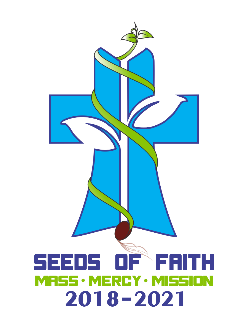 SEEDS OF FAITH
MASS · MERCY · MISSION
2018-2021